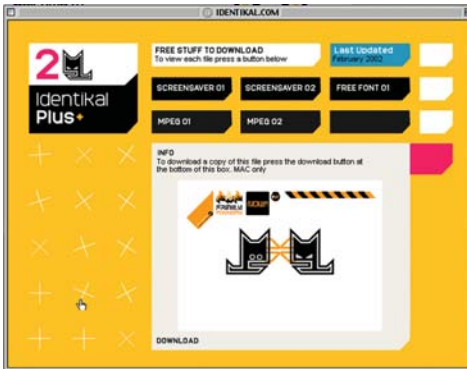 IDENTIKAL.COM
2
Identikal
Plus+
FREE STUFF TO DOWNLOAD
To view each file press a button below
Last Updated
February 2002
SCREENSAVER 01
SCREENSAVER 02
FREE FONT 01
MPEG 01
MPEG 02
INFO
To download a copy of this file press the download button at
the bottom of this box. MAC only
DOWNLOAD